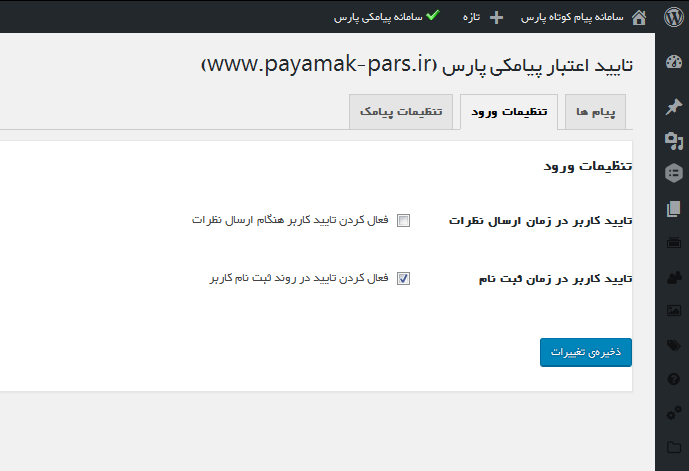 سامانه پیام کوتاه پارس
تازه
سامانه پیامکی پارس
تایید اعتبار پیامکی پارس (www.payamak-pars.ir)
پیام ها
تنظیمات ورود
تنظیمات پیامک
تنظیمات ورود
تایید کاربر در زمان ارسال نظرات
فعال کردن تایید کاربر هنگام ارسال نظرات
تایید کاربر در زمان ثبت نام
فعال کردن تایید در روند ثبت نام کاربر
ذخیره‌ی تغییرات